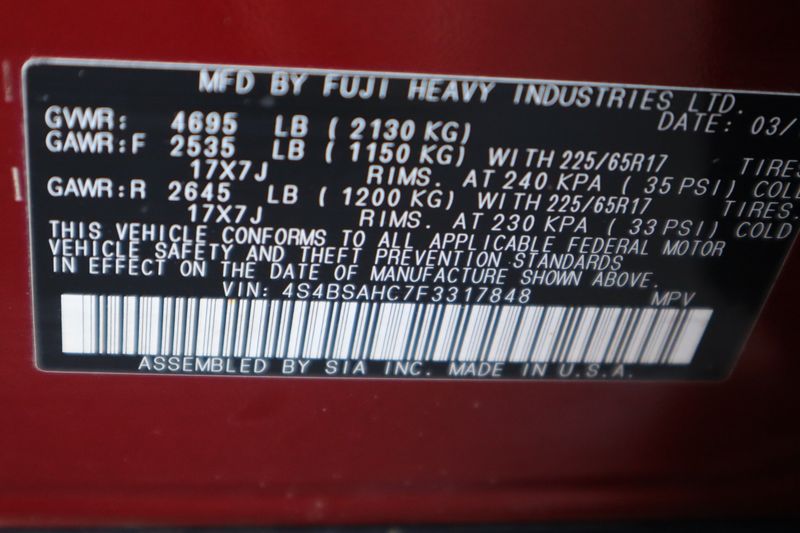 MFD BY FUJI HEAVY INDUSTRIES LTD.
GVWR: 4695 LB (2130 KG) DATE: 03/
GAWR:F 2535 LB (1150 KG) WITH 225/65R17 TIRES
17X7J RIMS. AT 240 KPA (35 PSI) COLD
GAWR:R 2645 LB (1200 KG) WITH 225/65R17 TIRES.
17X7J RIMS. AT 230 KPA (33 PSI) COLD
THIS VEHICLE CONFORMS TO ALL APPLICABLE FEDERAL MOTOR
VEHICLE SAFETY AND THEFT PREVENTION STANDARDS
IN EFFECT ON THE DATE OF MANUFACTURE SHOWN ABOVE.
VIN: 4S4BSAHC7F3317848 MPV
ASSEMBLED BY SIA INC. MADE IN U.S.A.